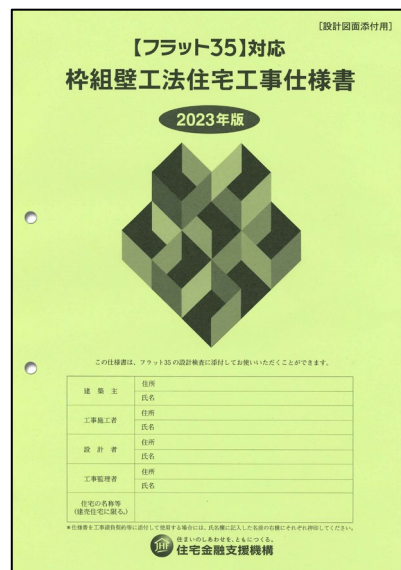 ［設計図面添付用］
【フラット35】対応
枠組壁工法住宅工事仕様書
2023年版
この仕様書は、フラット35の設計検査に添付してお使いいただくことができます。
建築主
住所
氏名
工事施工者
住所
氏名
設計者
住所
氏名
工事監理者
住所
氏名
住宅の名称等
(建売住宅に限る。)
＊仕様書を工事請負契約等に添付して使用する場合には、氏名欄に記入した名前の右横にそれぞれ押印してください。
JHF
住まいのしあわせを、ともにつくる。
住宅金融支援機構